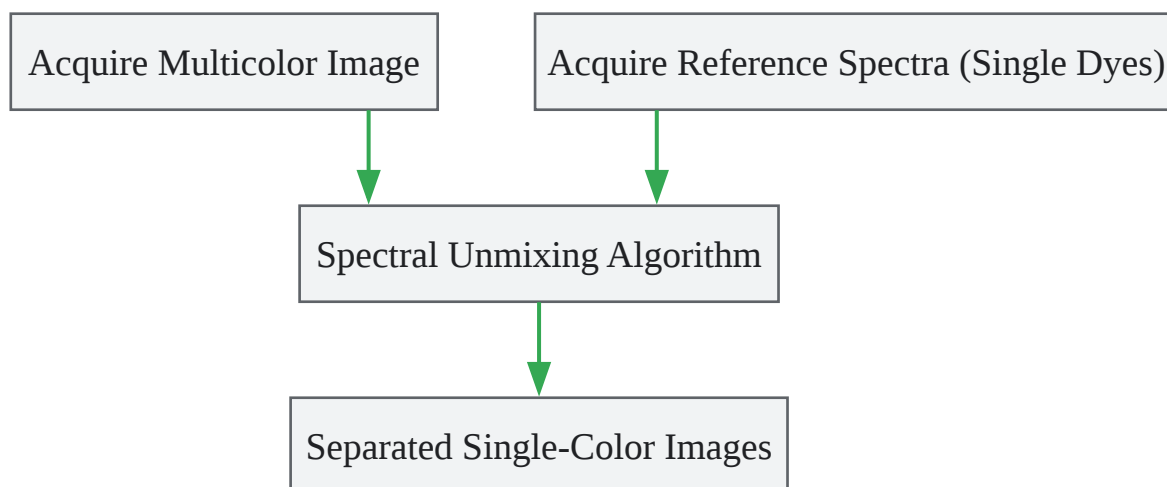 Acquire Multicolor Image
Acquire Reference Spectra (Single Dyes)
Spectral Unmixing Algorithm
Separated Single-Color Images